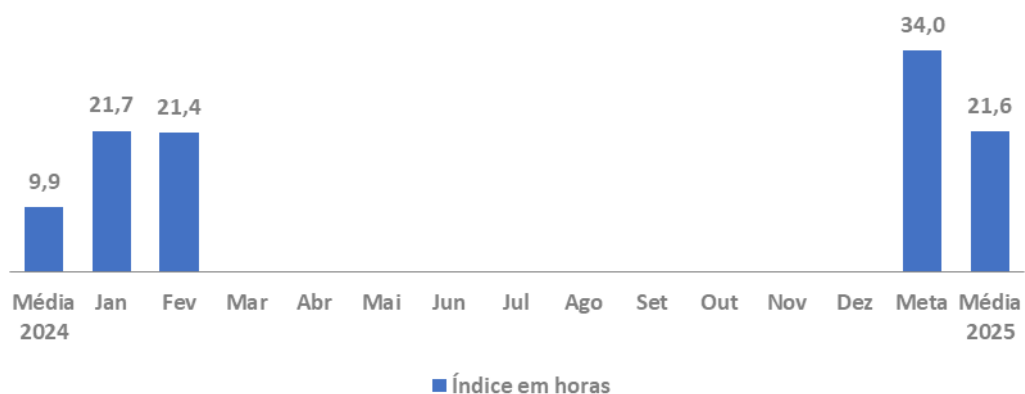 34,0
21,7
21,4
21,6
9,9
Média 2024 Jan Fev Mar Abr Mai Jun Jul Ago Set Out Nov Dez Meta Média 2025
Índice em horas